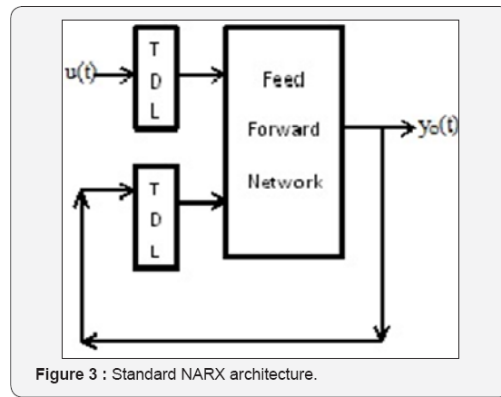 u(t)
T
D
L
Feed
Forward
Network
y₀(t)
T
D
L
Figure 3 : Standard NARX architecture.